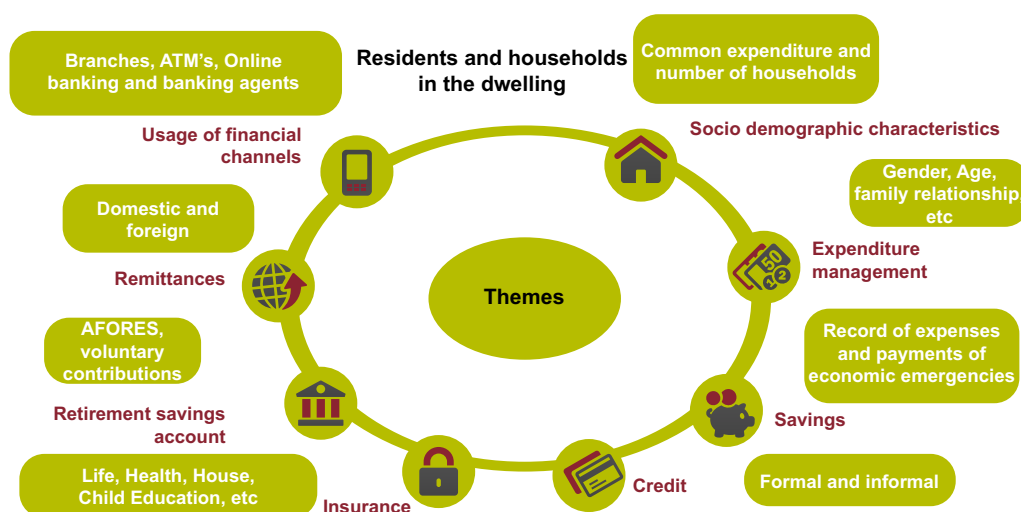 Residents and households
in the dwelling
Common expenditure and
number of households
Socio demographic characteristics
Gender, Age,
family relationship,
etc
Expenditure
management
Record of expenses
and payments of
economic emergencies
Savings
Formal and informal
Credit
Insurance
Life, Health, House,
Child Education, etc
Retirement savings
account
AFORES,
voluntary
contributions
Remittances
Domestic and
foreign
Usage of financial
channels
Branches, ATM's, Online
banking and banking agents
Themes
50
1 2